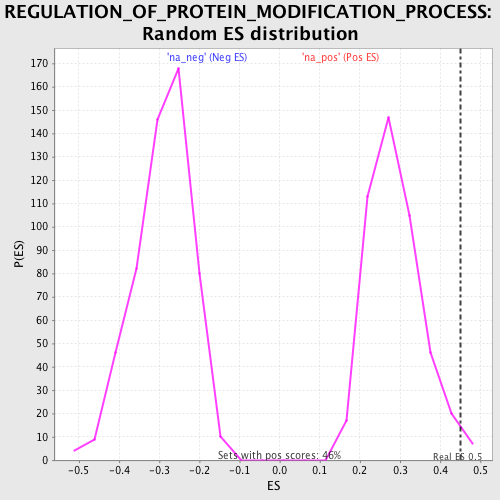 REGULATION_OF_PROTEIN_MODIFICATION_PROCESS:
Random ES distribution
'na_neg' (Neg ES) 'na_pos' (Pos ES)
170
160
150
140
130
120
110
100
90
80
70
60
50
40
30
20
10
0
P(ES)
Sets with pos scores: 46%
Real ES 0.5
-0.5 -0.4 -0.3 -0.2 -0.1 0.0 0.1 0.2 0.3 0.4 0.5
ES